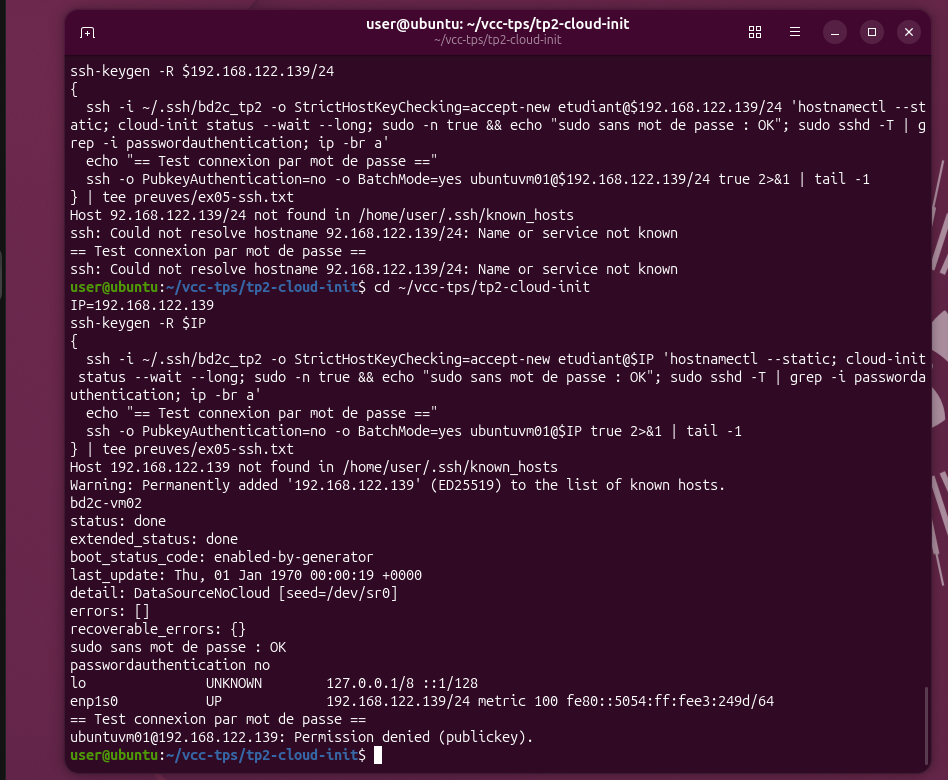 user@ubuntu: ~/vcc-tps/tp2-cloud-init
~/vcc-tps/tp2-cloud-init
ssh-keygen -R $192.168.122.139/24
{
  ssh -i ~/.ssh/bd2c_tp2 -o StrictHostKeyChecking=accept-new etudiant@$192.168.122.139/24 'hostnamectl --st
atic; cloud-init status --wait --long; sudo -n true && echo "sudo sans mot de passe : OK"; sudo sshd -T | g
rep -i passwordauthentication; ip -br a'
  echo "== Test connexion par mot de passe =="
  ssh -o PubkeyAuthentication=no -o BatchMode=yes ubuntuvm01@$192.168.122.139/24 true 2>&1 | tail -1
} | tee preuves/ex05-ssh.txt
Host 92.168.122.139/24 not found in /home/user/.ssh/known_hosts
ssh: Could not resolve hostname 92.168.122.139/24: Name or service not known
== Test connexion par mot de passe ==
ssh: Could not resolve hostname 92.168.122.139/24: Name or service not known
user@ubuntu:~/vcc-tps/tp2-cloud-init$ cd ~/vcc-tps/tp2-cloud-init
IP=192.168.122.139
ssh-keygen -R $IP
{
  ssh -i ~/.ssh/bd2c_tp2 -o StrictHostKeyChecking=accept-new etudiant@$IP 'hostnamectl --static; cloud-init
 status --wait --long; sudo -n true && echo "sudo sans mot de passe : OK"; sudo sshd -T | grep -i passworda
uthentication; ip -br a'
  echo "== Test connexion par mot de passe =="
  ssh -o PubkeyAuthentication=no -o BatchMode=yes ubuntuvm01@$IP true 2>&1 | tail -1
} | tee preuves/ex05-ssh.txt
Host 192.168.122.139 not found in /home/user/.ssh/known_hosts
Warning: Permanently added '192.168.122.139' (ED25519) to the list of known hosts.
bd2c-vm02
status: done
extended_status: done
boot_status_code: enabled-by-generator
last_update: Thu, 01 Jan 1970 00:00:19 +0000
detail: DataSourceNoCloud [seed=/dev/sr0]
errors: []
recoverable_errors: {}
sudo sans mot de passe : OK
passwordauthentication no
lo               UNKNOWN        127.0.0.1/8 ::1/128
enp1s0           UP             192.168.122.139/24 metric 100 fe80::5054:ff:fee3:249d/64
== Test connexion par mot de passe ==
ubuntuvm01@192.168.122.139: Permission denied (publickey).
user@ubuntu:~/vcc-tps/tp2-cloud-init$